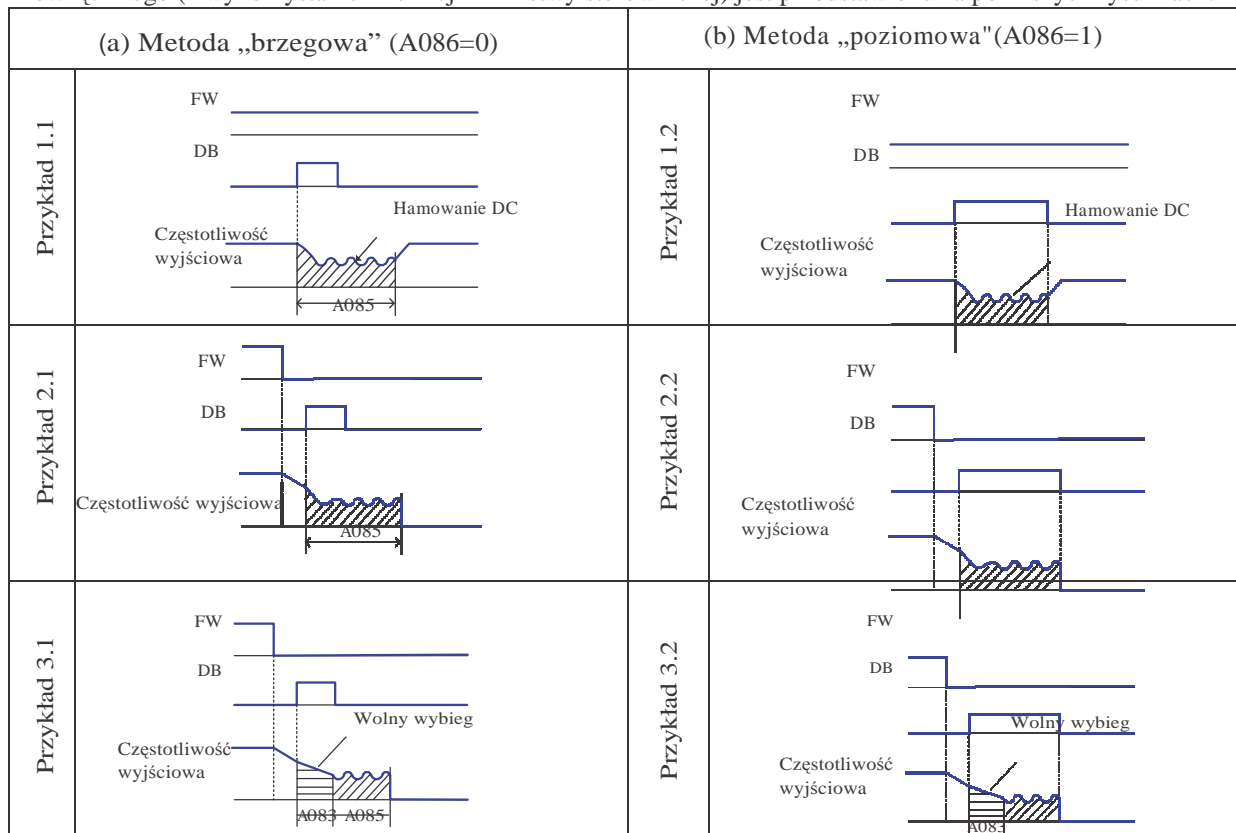 (a) Metoda „brzegowa” (A086=0)
(b) Metoda „poziomowa"(A086=1)
Przykład 1.1
FW
DB
Hamowanie DC
Częstotliwość
wyjściowa
A085
Przykład 1.2
FW
DB
Hamowanie DC
Częstotliwość
wyjściowa
Przykład 2.1
FW
DB
Częstotliwość wyjściowa
A085
Przykład 2.2
FW
DB
Częstotliwość
wyjściowa
Przykład 3.1
FW
DB
Wolny wybieg
Częstotliwość
wyjściowa
A083
A085
Przykład 3.2
FW
DB
Wolny wybieg
Częstotliwość
wyjściowa
A083